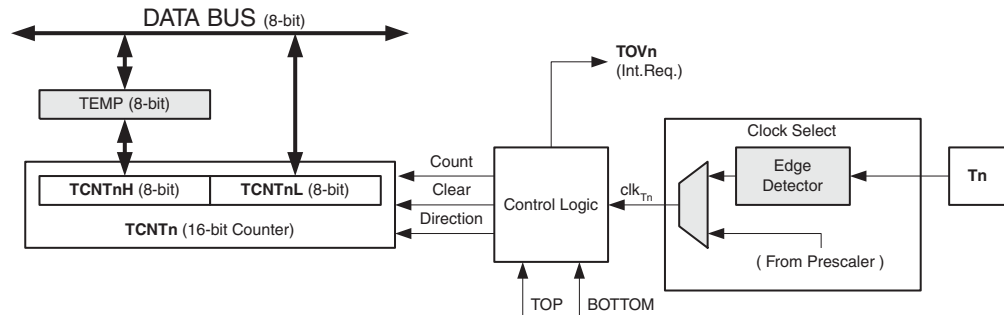 DATA BUS (8-bit)
TOVn
(Int.Req.)
TEMP (8-bit)
Clock Select
Count
Edge
Detector
Tn
TCNTnH (8-bit) TCNTnL (8-bit)
Clear
Control Logic
clkTn
TCNTn (16-bit Counter)
Direction
( From Prescaler )
TOP
BOTTOM